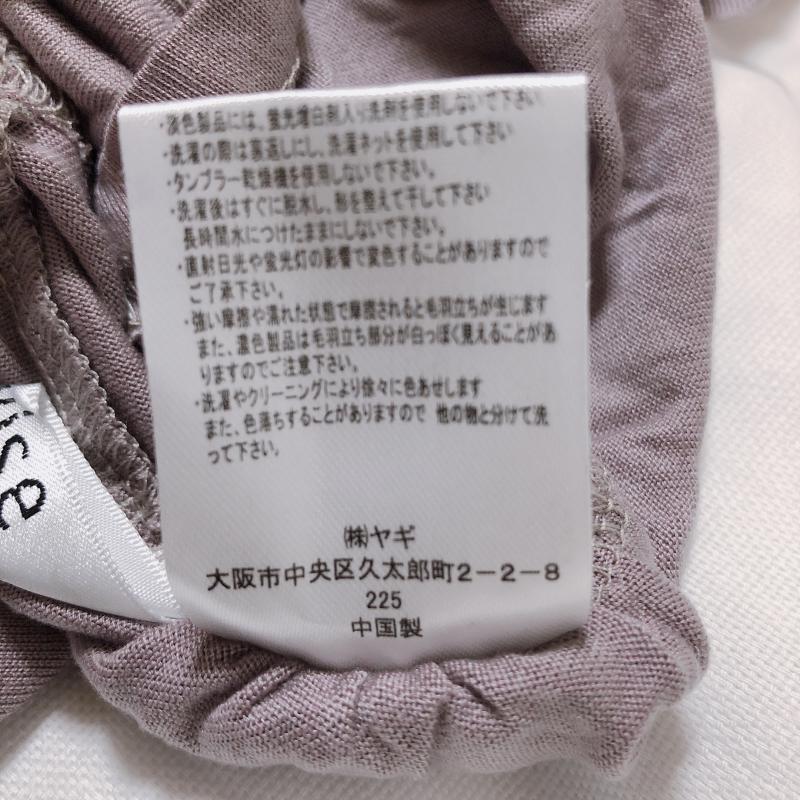 ・淡色製品には、蛍光増白剤入り洗剤を使用しないで下さい
・洗濯の際は裏返しにし、洗濯ネットを使用して下さい
・タンブラー乾燥機を使用しないで下さい。
・洗濯後はすぐに脱水し、形を整えて干して下さい
長時間水につけたままにしないで下さい。
・直射日光や蛍光灯の影響で変色することがありますので
ご了承下さい。
・強い摩擦や濡れた状態で摩擦されると毛羽立ちが生じます
また、濃色製品は毛羽立ち部分が白っぽく見えることがあ
りますのでご注意下さい。
・洗濯やクリーニングにより徐々に色あせします
また、色落ちすることがありますので 他の物と分けて洗
って下さい。
㈱ヤギ
大阪市中央区久太郎町2-2-8
225
中国製